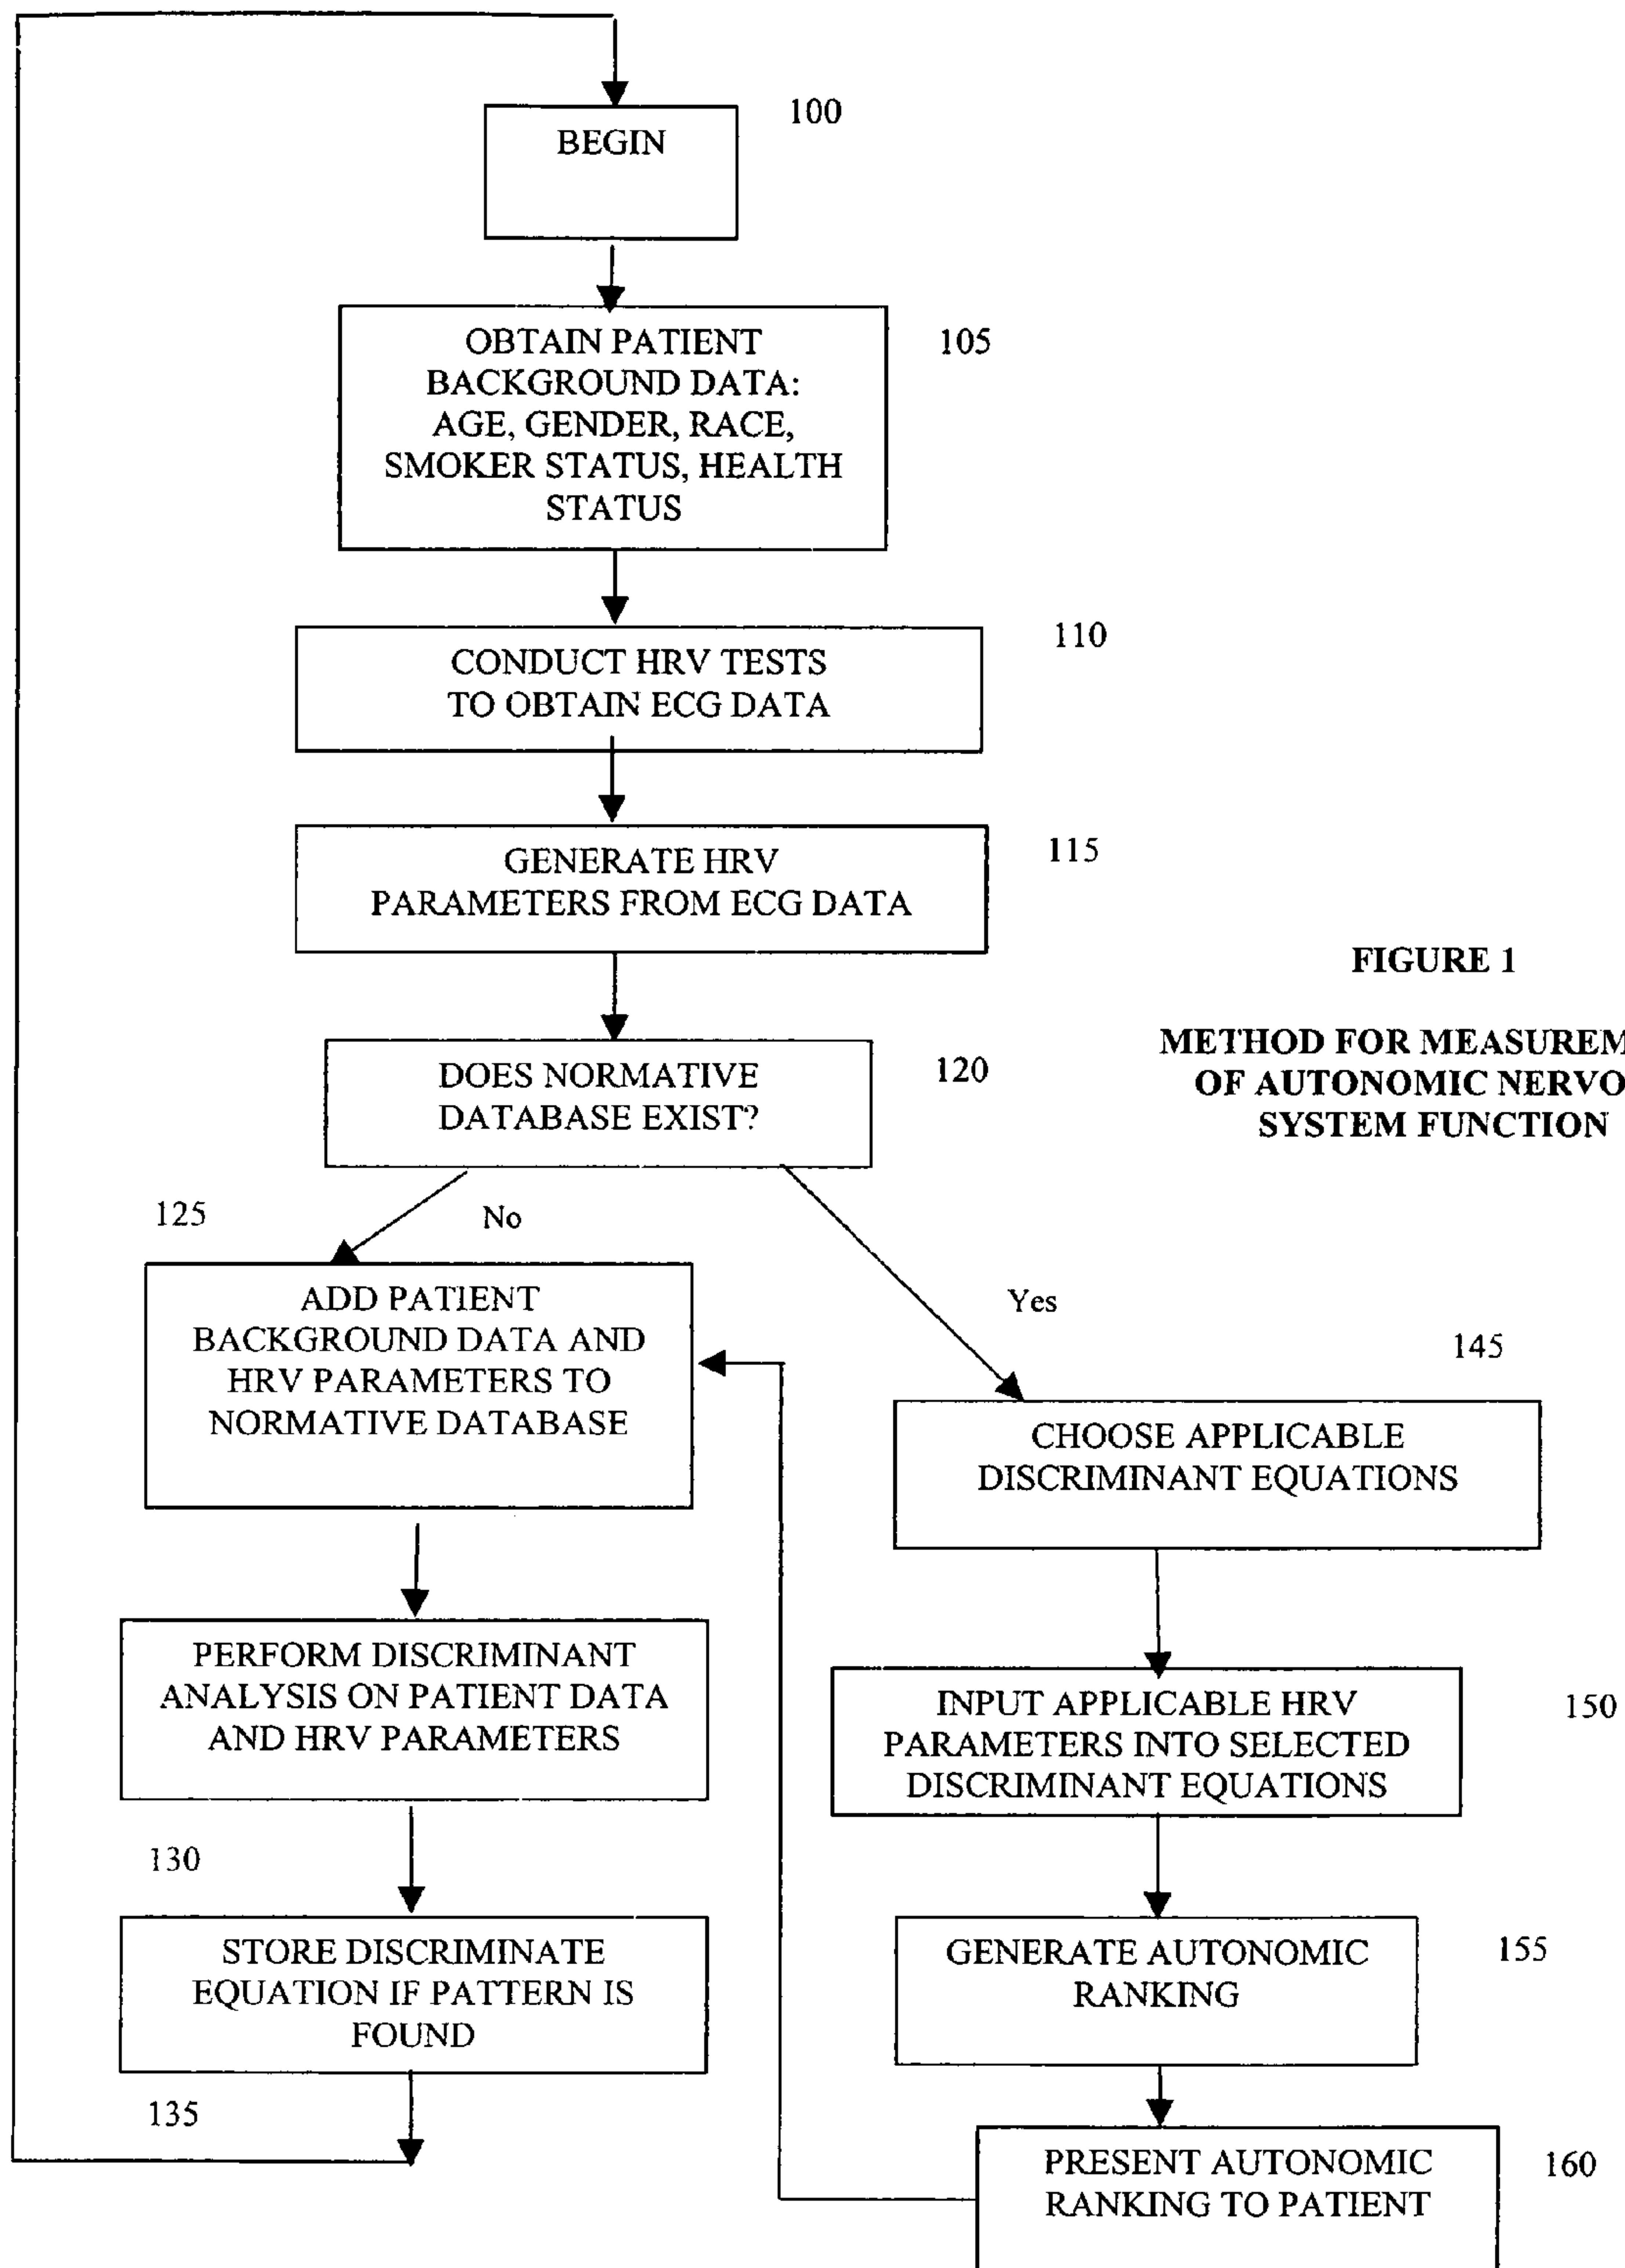 100
BEGIN
OBTAIN PATIENT
BACKGROUND DATA:
AGE, GENDER, RACE,
SMOKER STATUS, HEALTH
STATUS
105
CONDUCT HRV TESTS
TO OBTAIN ECG DATA
110
GENERATE HRV
PARAMETERS FROM ECG DATA
115
FIGURE 1
METHOD FOR MEASUREM
OF AUTONOMIC NERVO
SYSTEM FUNCTION
DOES NORMATIVE
DATABASE EXIST?
120
125
No
Yes
ADD PATIENT
BACKGROUND DATA AND
HRV PARAMETERS TO
NORMATIVE DATABASE
145
CHOOSE APPLICABLE
DISCRIMINANT EQUATIONS
PERFORM DISCRIMINANT
ANALYSIS ON PATIENT DATA
AND HRV PARAMETERS
INPUT APPLICABLE HRV
PARAMETERS INTO SELECTED
DISCRIMINANT EQUATIONS
150
130
STORE DISCRIMINATE
EQUATION IF PATTERN IS
FOUND
GENERATE AUTONOMIC
RANKING
155
135
PRESENT AUTONOMIC
RANKING TO PATIENT
160